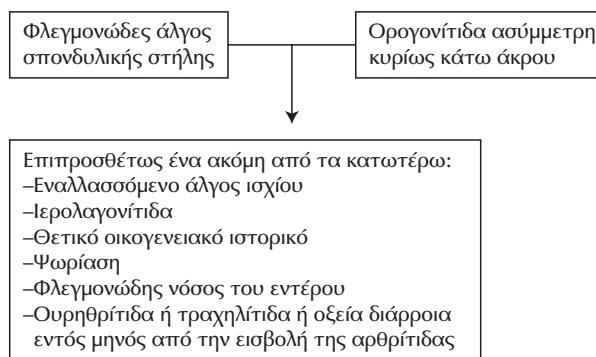 Φλεγμονώδες άλγος
σπονδυλικής στήλης
Ορογονίτιδα ασύμμετρη
κυρίως κάτω άκρου
Επιπροσθέτως ένα ακόμη από τα κατωτέρω:
–Εναλλασσόμενο άλγος ισχίου
–Ιερολαγονίτιδα
–Θετικό οικογενειακό ιστορικό
–Ψωρίαση
–Φλεγμονώδης νόσος του εντέρου
–Ουρηθρίτιδα ή τραχηλίτιδα ή οξεία διάρροια
εντός μηνός από την εισβολή της αρθρίτιδας